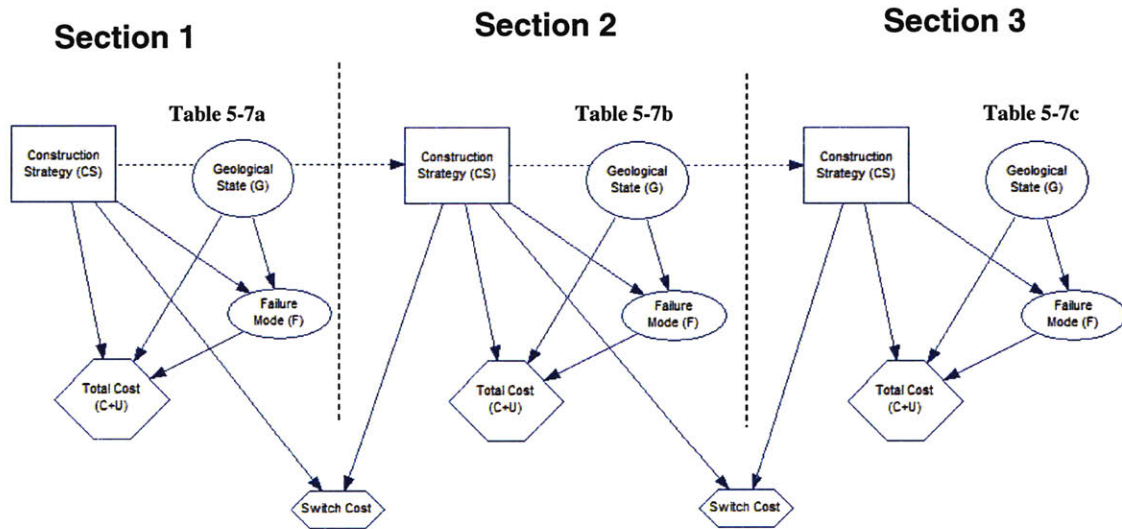 Section 1
Section 2
Section 3
Table 5-7a
Table 5-7b
Table 5-7c
Construction
Strategy (CS)
Geological
State (G)
Construction
Strategy (CS)
Geological
State (G)
Construction
Strategy (CS)
Geological
State (G)
Failure
Mode (F)
Failure
Mode (F)
Failure
Mode (F)
Total Cost
(C+U)
Total Cost
(C+U)
Total Cost
(C+U)
Switch Cost
Switch Cost